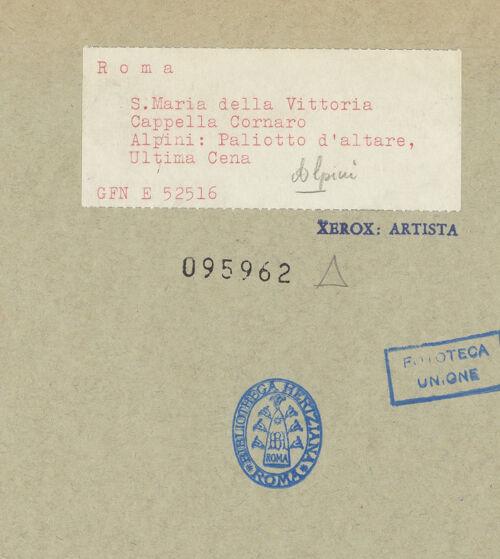 Roma
S.Maria della Vittoria
Cappella Cornaro
Alpini: Paliotto d'altare,
Ultima Cena
Alpini
GFN E 52516
XEROX: ARTISTA
095962
FOTOTECA
UNIONE
BIBLIOTHECA HERTZIANA
ROMA
ROMA